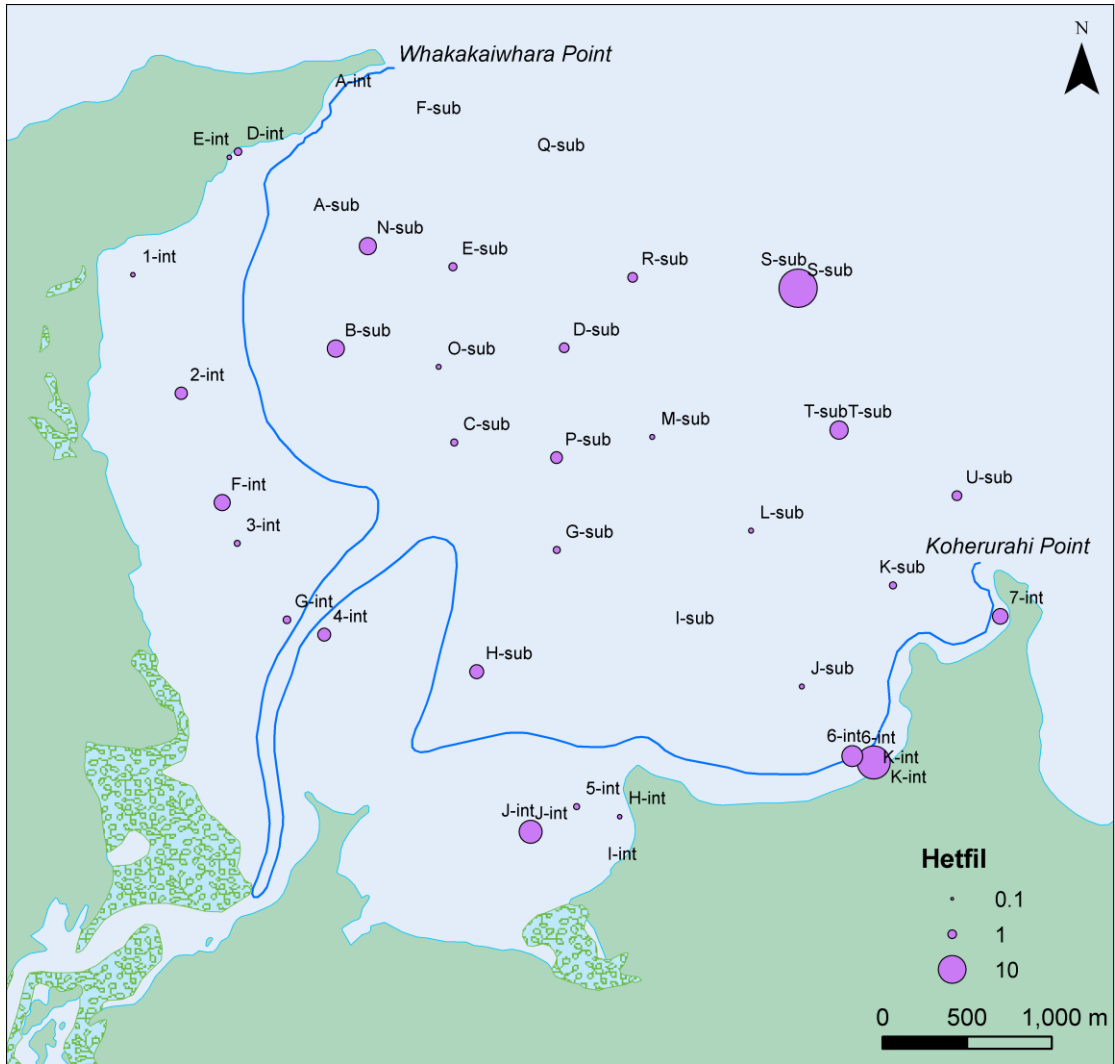 N
Whakakaiwhara Point
A-int
F-sub
D-int
E-int
Q-sub
A-sub
N-sub
E-sub
1-int
R-sub
S-sub
S-sub
B-sub
D-sub
O-sub
2-int
T-sub T-sub
C-sub
M-sub
P-sub
F-int
U-sub
3-int
L-sub
G-sub
Koherurahi Point
K-sub
7-int
G-int
4-int
I-sub
H-sub
J-sub
6-int 6-int
K-int
K-int
5-int
H-int
J-int J-int
I-int
Hetfil
0.1
1
10
0 500 1,000 m